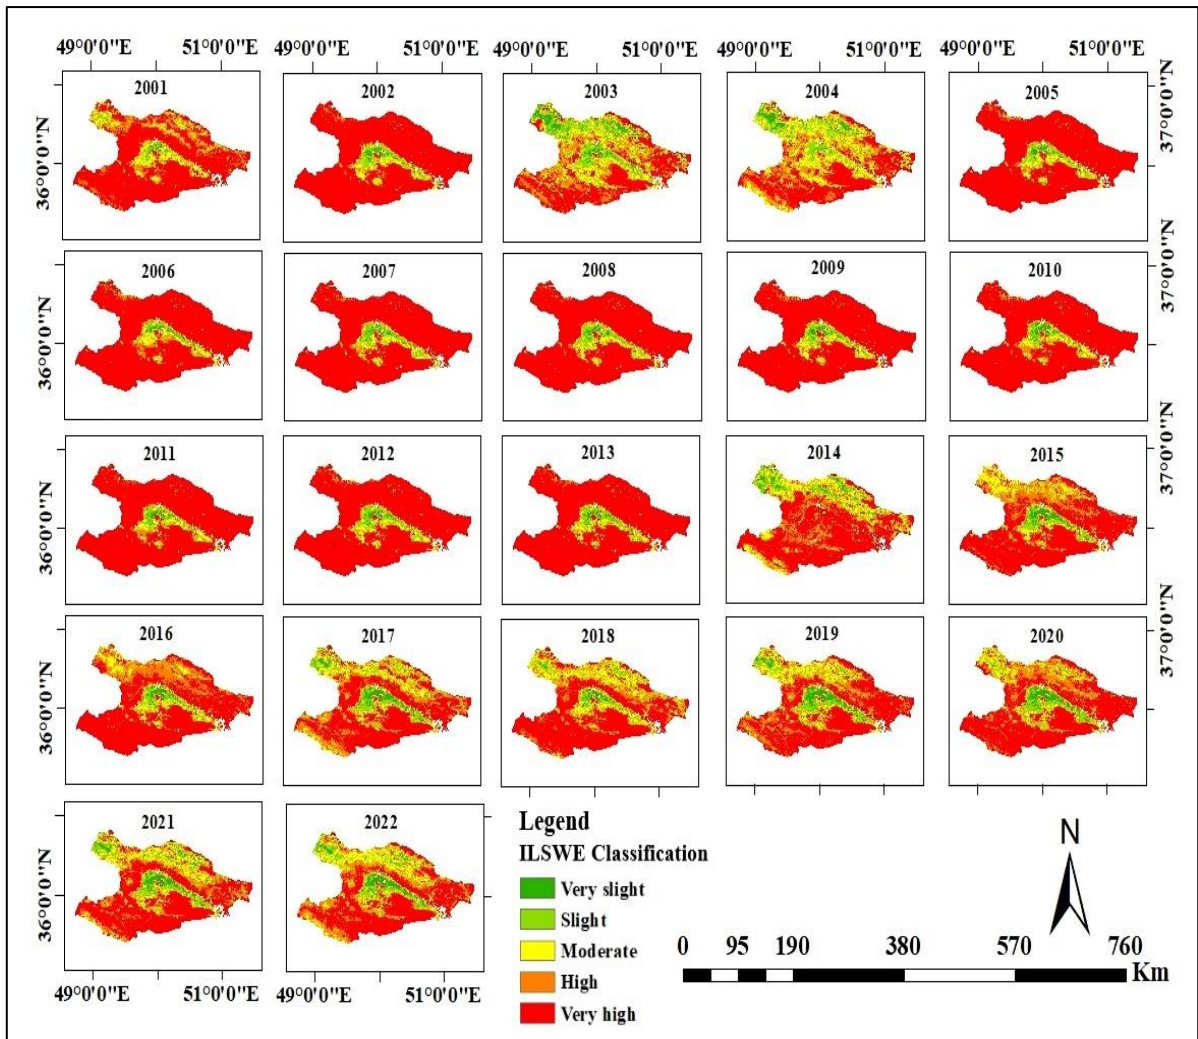 49°0'0"E 51°0'0"E 49°0'0"E 51°0'0"E 49°0'0"E 51°0'0"E 49°0'0"E 51°0'0"E 49°0'0"E 51°0'0"E
2001 2002 2003 2004 2005
36°0'0"N 37°0'0"N
2006 2007 2008 2009 2010
36°0'0"N 37°0'0"N
2011 2012 2013 2014 2015
36°0'0"N 37°0'0"N
2016 2017 2018 2019 2020
36°0'0"N 37°0'0"N
2021 2022
36°0'0"N
49°0'0"E 51°0'0"E 49°0'0"E 51°0'0"E
Legend
ILSWE Classification
Very slight
Slight
Moderate
High
Very high
N
0 95 190 380 570 760
Km